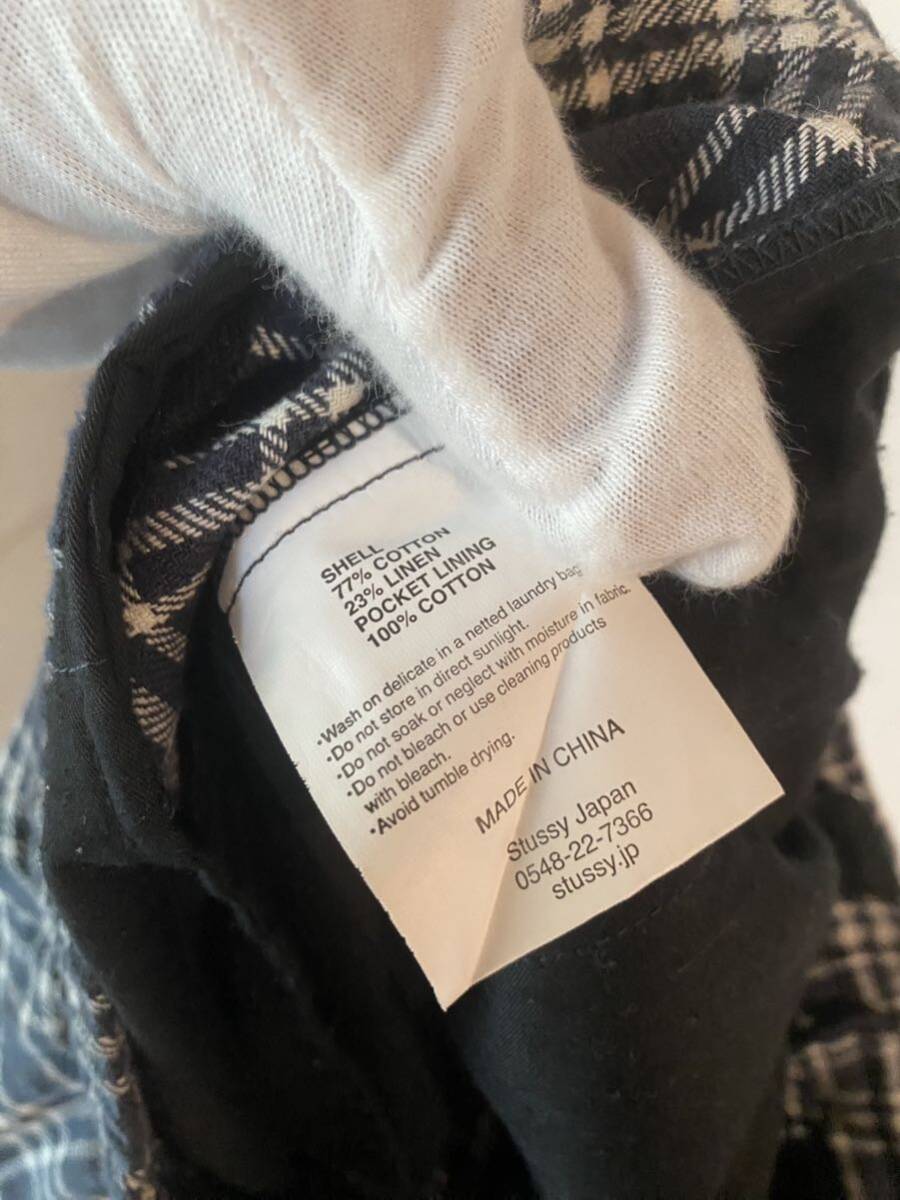 SHELL
77% COTTON
23% LINEN
POCKET LINING
100% COTTON
•Wash on delicate in a netted laundry bag
•Do not store in direct sunlight.
•Do not soak or neglect with moisture in fabric.
•Do not bleach or use cleaning products
with bleach.
•Avoid tumble drying.
MADE IN CHINA
Stussy Japan
0548-22-7366
stussy.jp